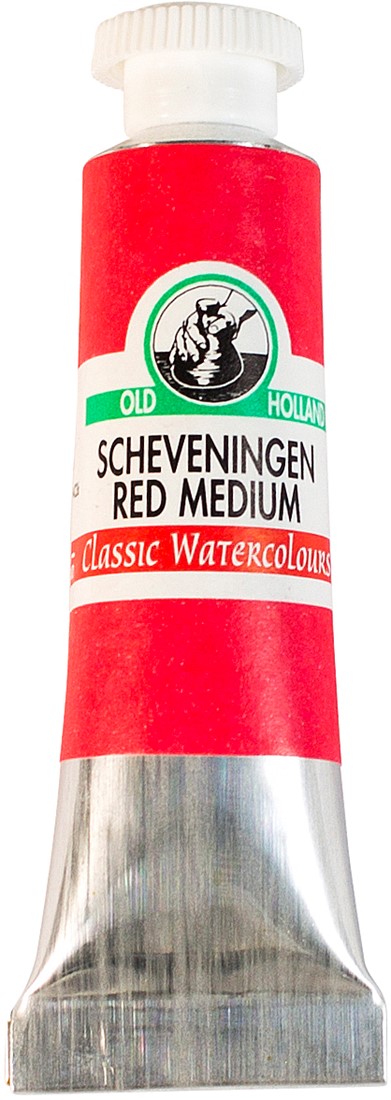 OLD HOLLAND
SCHEVENINGEN
RED MEDIUM
Classic Watercolours